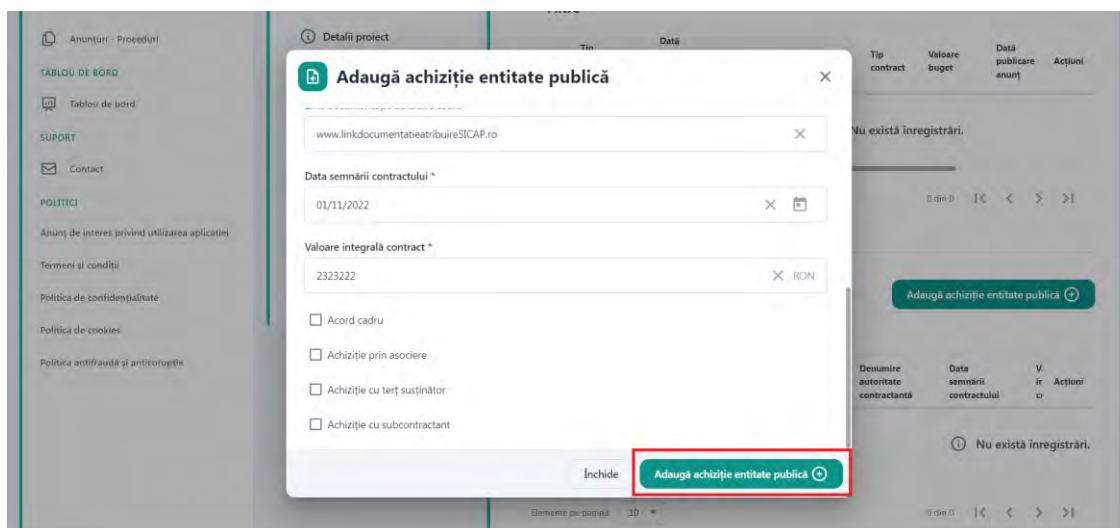 Anunțuri - Proceduri
TABLOU DE BORD
Tablou de bord
SUPORT
Contact
POLITICI
Anunț de interes privind utilizarea aplicației
Termeni și condiții
Politica de confidențialitate
Politica de cookies
Politica antifraudă și anticorupție
Detalii proiect
Tip
Dată
Tip
contract
Valoare
buget
Dată
publicare
anunț
Acțiuni
Nu există înregistrări.
0 din 0
Adaugă achiziție entitate publică
Denumire
autoritate
contractantă
Data
semnării
contractului
Acțiuni
Nu există înregistrări.
Elemente pe pagină 10
0 din 0
Adaugă achiziție entitate publică
www.linkdocumentatieatribuireSICAP.ro
Data semnării contractului *
01/11/2022
Valoare integrală contract *
2323222
RON
Acord cadru
Achiziție prin asociere
Achiziție cu terț susținător
Achiziție cu subcontractant
Închide
Adaugă achiziție entitate publică